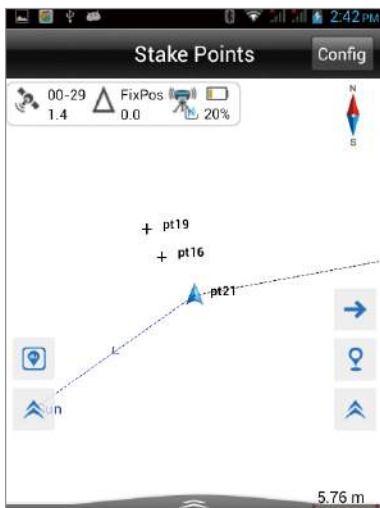 2:42 PM
Stake Points
Config
00-29 FixPos
1.4 0.0 20%
N
S
pt19
pt16
pt21
un
5.76 m